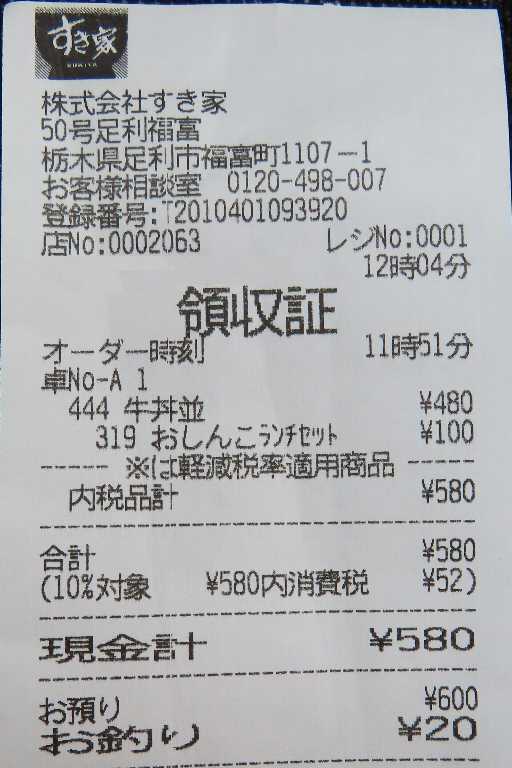 すき家
SUKIYA
株式会社すき家
50号足利福富
栃木県足利市福富町1107－1
お客様相談室　0120-498-007
登録番号:T2010401093920
店No:0002063　レジNo:0001
12時04分
領収証
オーダー時刻　11時51分
卓No-A 1
444 牛丼並　¥480
319 おしんこﾗﾝﾁｾｯﾄ　¥100
----- ※は軽減税率適用商品 -----
内税品計　¥580
合計　¥580
(10%対象　¥580内消費税　¥52)
現金計　¥580
お預り　¥600
お釣り　¥20